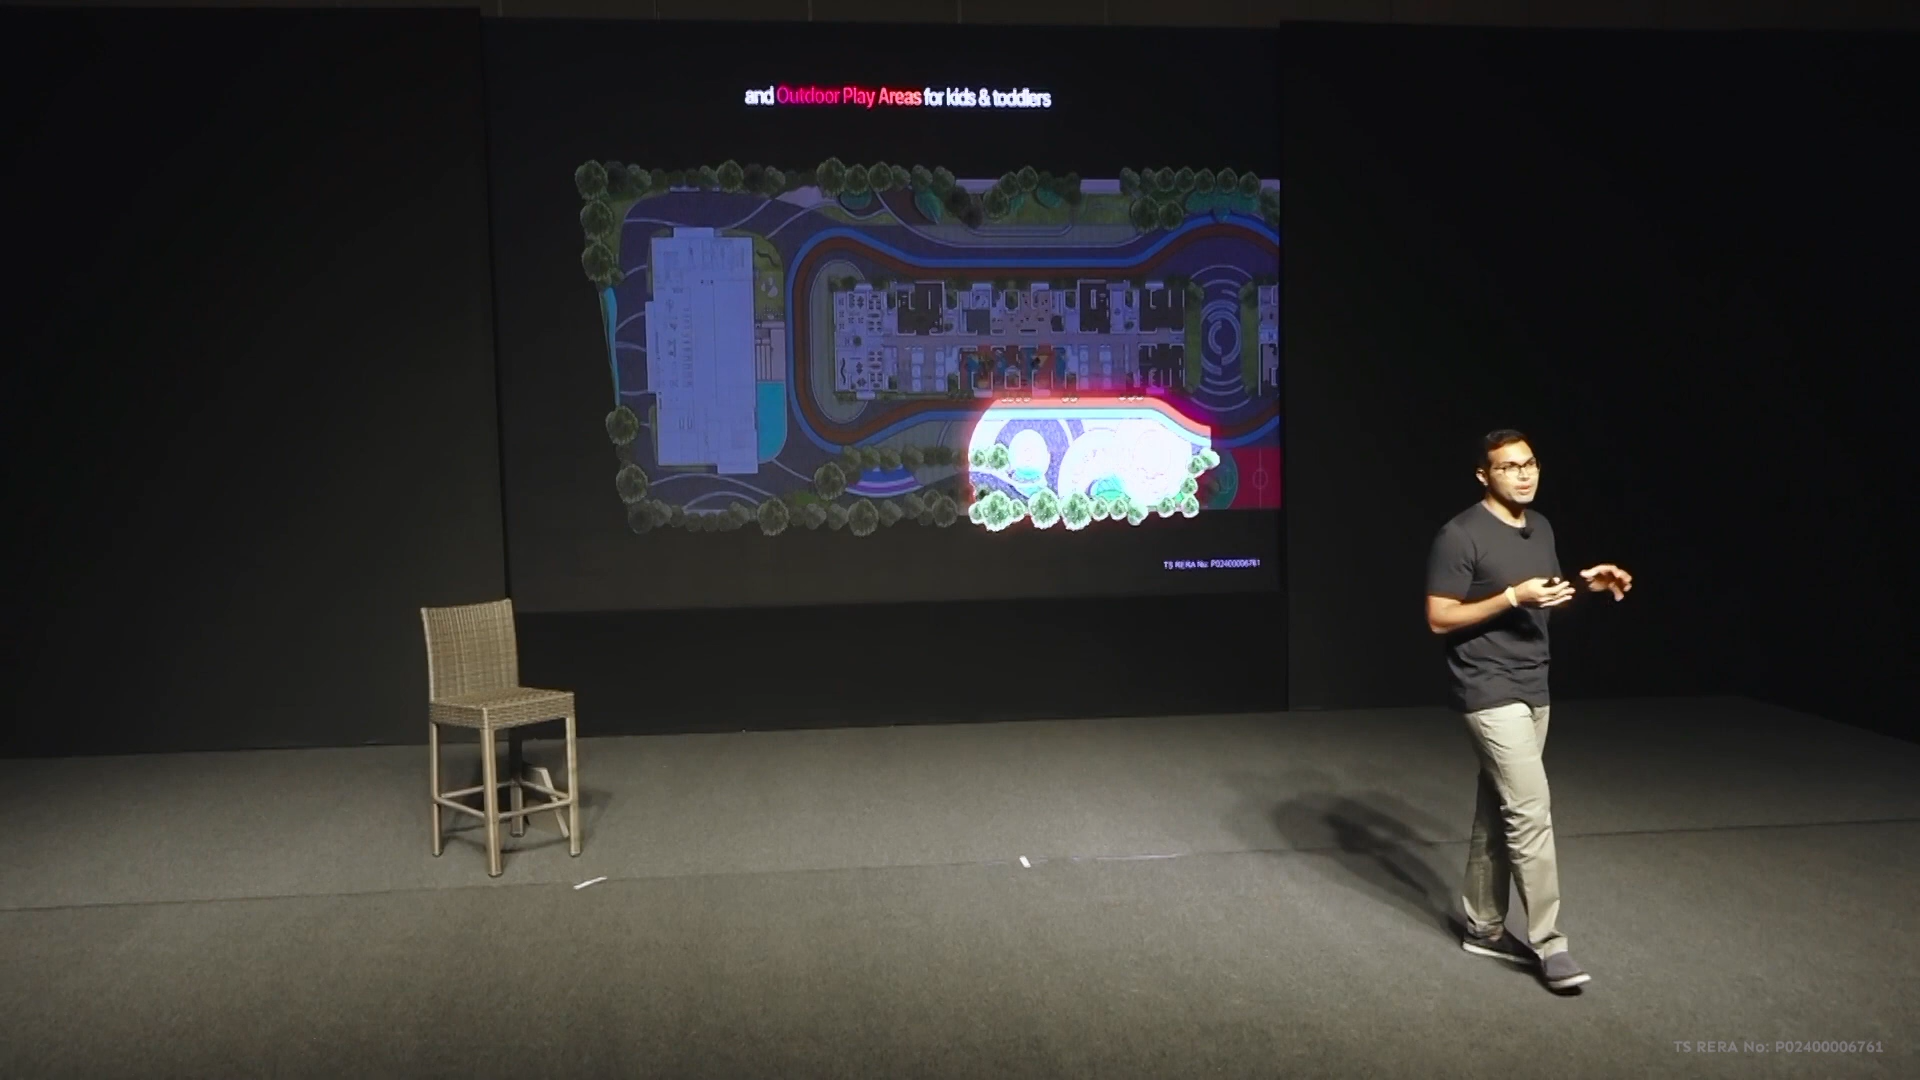 and Outdoor Play Areas for kids & toddlers
TS RERA No: P02400006761
TS RERA No: P02400006761